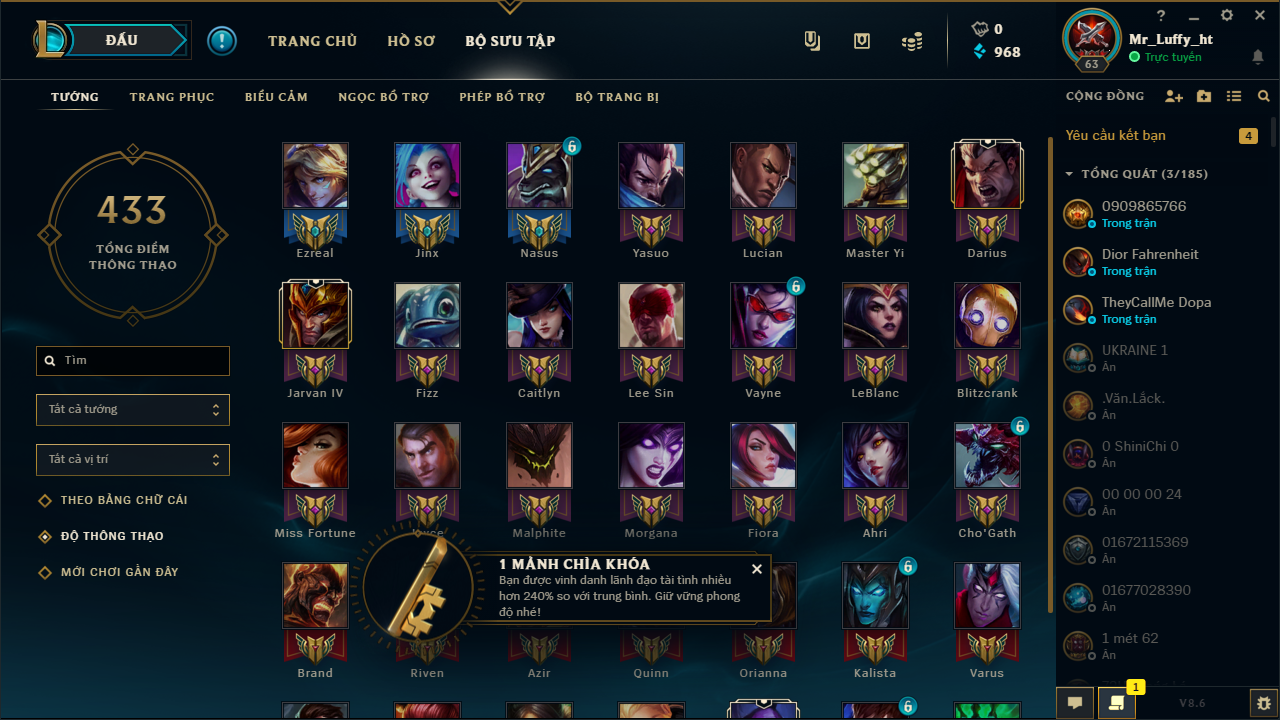 ĐẤU
TRANG CHỦ
HỒ SƠ
BỘ SƯU TẬP
0
968
63
Mr_Luffy_ht
Trực tuyến
TƯỚNG
TRANG PHỤC
BIỂU CẢM
NGỌC BỔ TRỢ
PHÉP BỔ TRỢ
BỘ TRANG BỊ
CỘNG ĐỒNG
433
TỔNG ĐIỂM
THÔNG THẠO
Tìm
Tất cả tướng
Tất cả vị trí
THEO BẢNG CHỮ CÁI
ĐỘ THÔNG THẠO
MỚI CHƠI GẦN ĐÂY
6
Ezreal
Jinx
Nasus
Yasuo
Lucian
Master Yi
Darius
6
Jarvan IV
Fizz
Caitlyn
Lee Sin
Vayne
LeBlanc
Blitzcrank
6
Miss Fortune
Malphite
Morgana
Fiora
Ahri
Cho'Gath
1 MẢNH CHÌA KHÓA
Bạn được vinh danh lãnh đạo tài tình nhiều
hơn 240% so với trung bình. Giữ vững phong
độ nhé!
6
Brand
Riven
Azir
Quinn
Orianna
Kalista
Varus
6
Yêu cầu kết bạn
4
TỔNG QUÁT (3/185)
0909865766
Trong trận
Dior Fahrenheit
Trong trận
TheyCallMe Dopa
Trong trận
UKRAINE 1
Ẩn
.Văn.Lắck.
Ẩn
0 ShiniChi 0
Ẩn
00 00 00 24
Ẩn
01672115369
Ẩn
01677028390
Ẩn
1 mét 62
Ẩn
1
V8.6